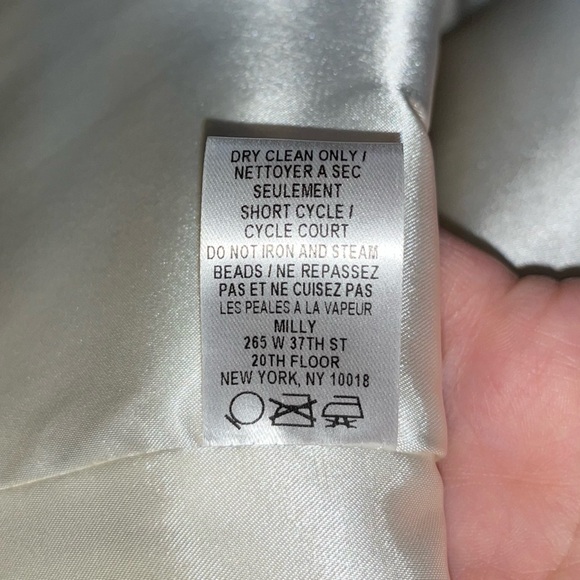 DRY CLEAN ONLY /
NETTOYER A SEC
SEULEMENT
SHORT CYCLE /
CYCLE COURT
DO NOT IRON AND STEAM
BEADS / NE REPASSEZ
PAS ET NE CUISEZ PAS
LES PEALES A LA VAPEUR
MILLY
265 W 37TH ST
20TH FLOOR
NEW YORK, NY 10018